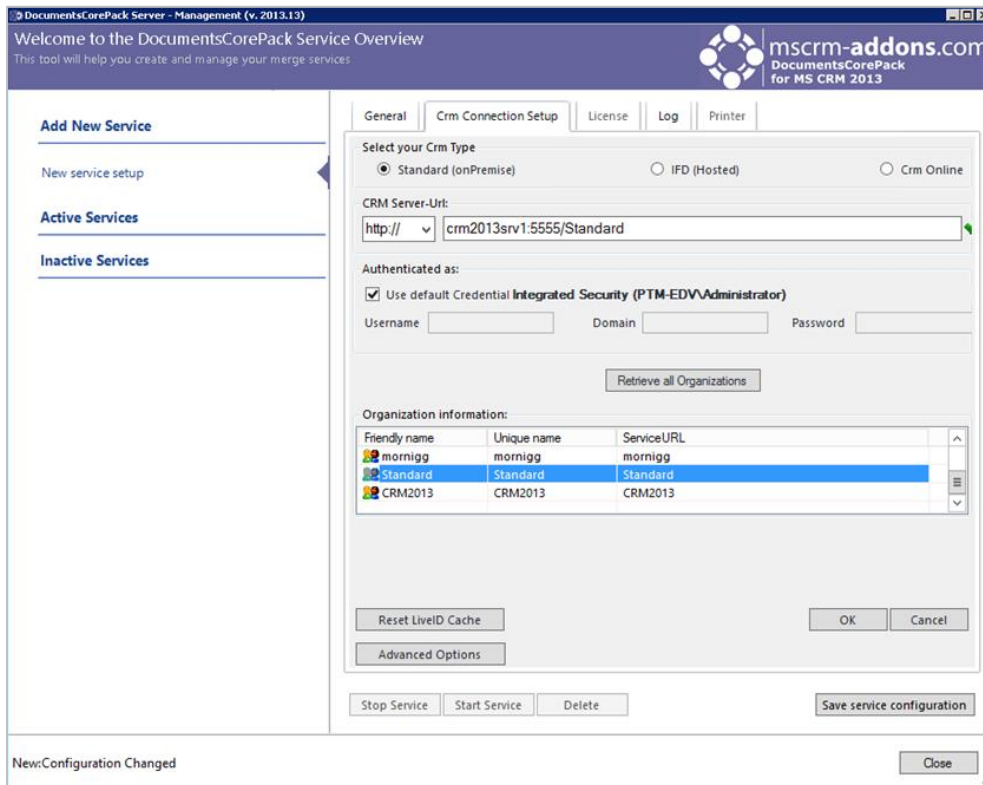 DocumentsCorePack Server - Management (v. 2013.13)
Welcome to the DocumentsCorePack Service Overview
This tool will help you create and manage your merge services
mscrm-addons.com
DocumentsCorePack
for MS CRM 2013
Add New Service
New service setup
Active Services
Inactive Services
General Crm Connection Setup License Log Printer
Select your Crm Type
Standard (onPremise) IFD (Hosted) Crm Online
CRM Server-Url:
http:// crm2013srv1:5555/Standard
Authenticated as:
Use default Credential Integrated Security (PTM-EDV\Administrator)
Username Domain Password
Retrieve all Organizations
Organization information:
Friendly name Unique name ServiceURL
mornigg mornigg mornigg
Standard Standard Standard
CRM2013 CRM2013 CRM2013
Reset LiveID Cache OK Cancel
Advanced Options
Stop Service Start Service Delete Save service configuration
New:Configuration Changed Close